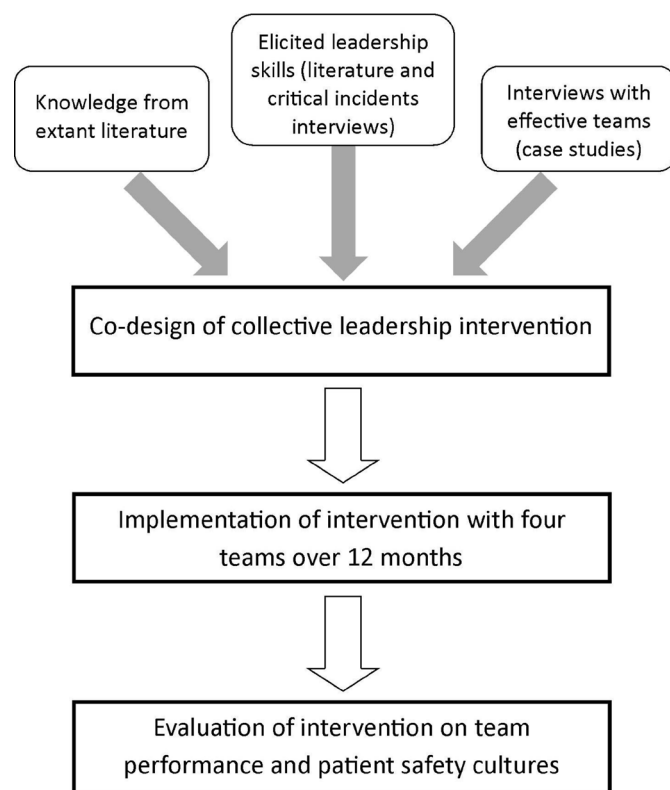 Knowledge from
extant literature
Elicited leadership
skills (literature and
critical incidents
interviews)
Interviews with
effective teams
(case studies)
Co-design of collective leadership intervention
Implementation of intervention with four
teams over 12 months
Evaluation of intervention on team
performance and patient safety cultures